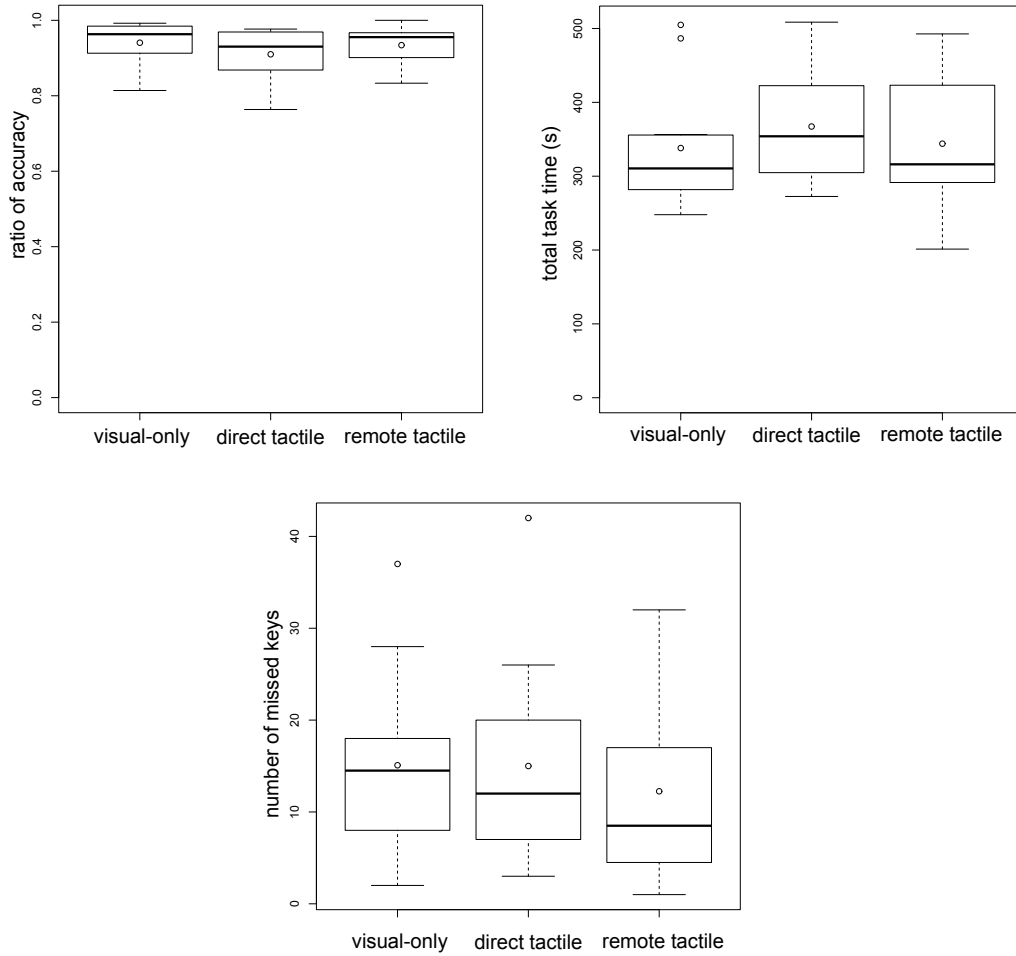 ratio of accuracy
1.0
0.8
0.6
0.4
0.2
0.0
visual-only direct tactile remote tactile
total task time (s)
500
400
300
200
100
0
visual-only direct tactile remote tactile
number of missed keys
40
30
20
10
0
visual-only direct tactile remote tactile